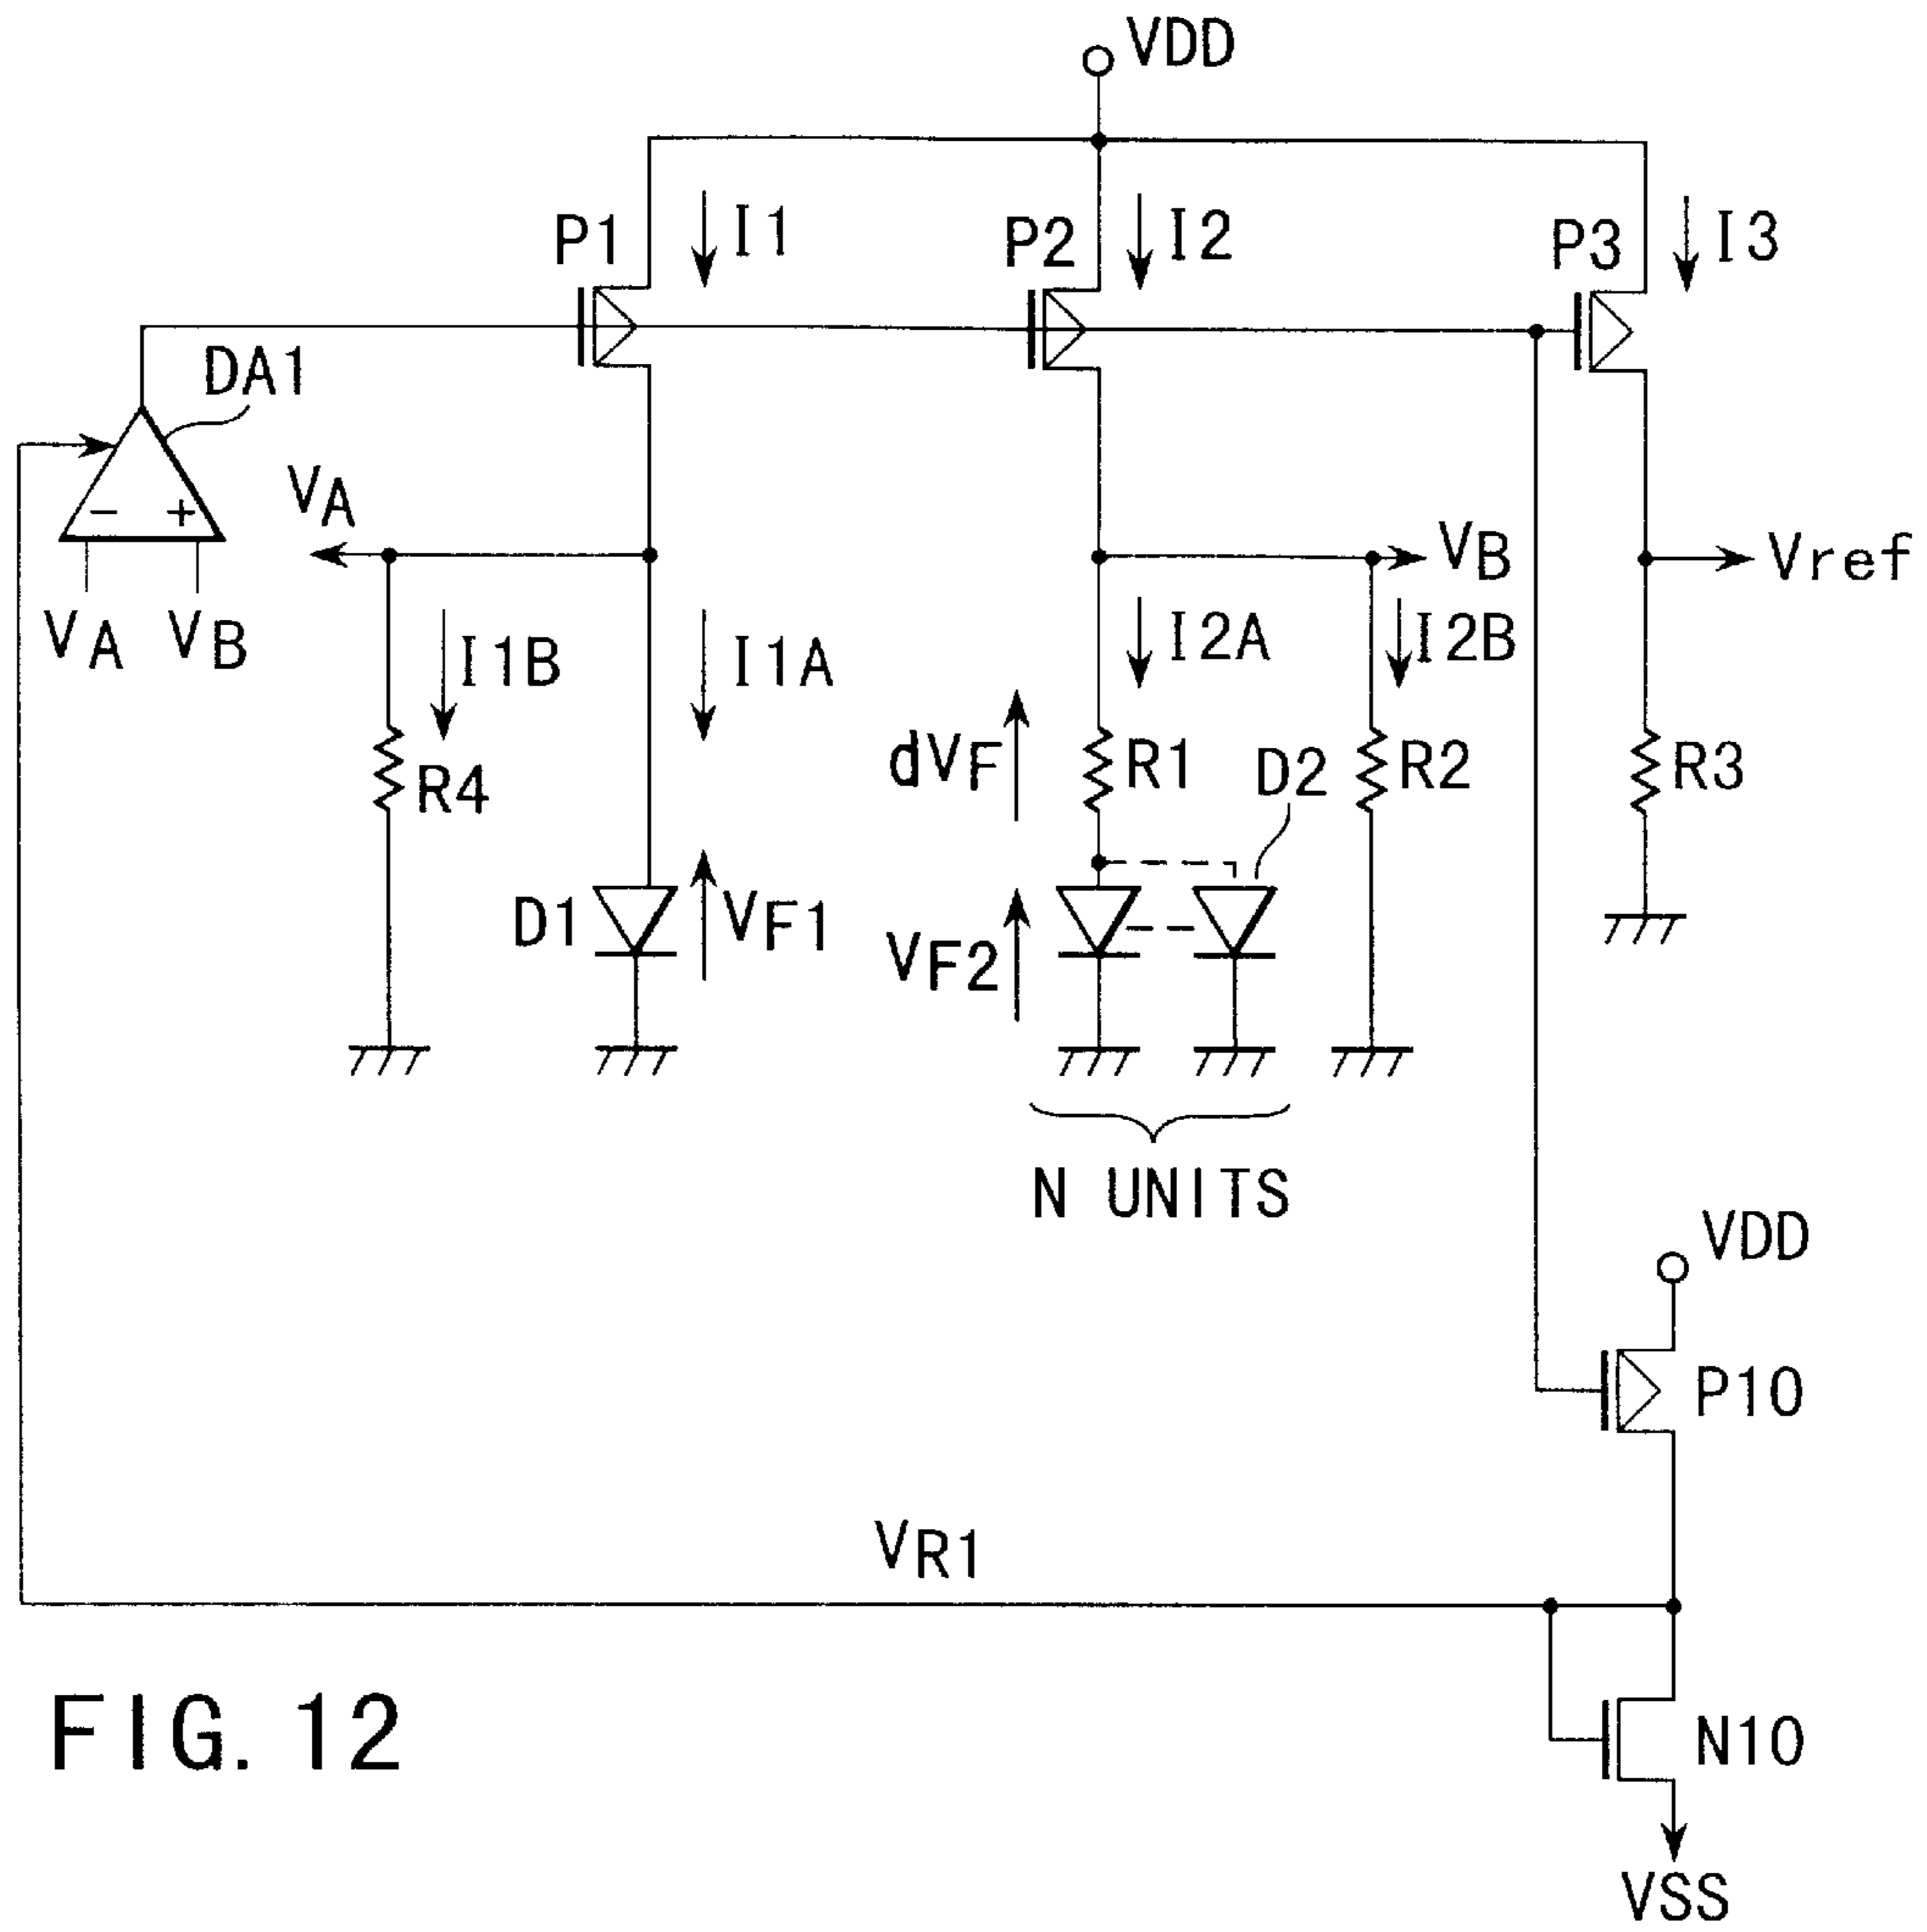 VDD
P1 I1 P2 I2 P3 I3
DA1
VA VB Vref
- +
VA VB
I1B I1A I2A I2B
R4 dVF R1 D2 R2 R3
D1 VF1 VF2
N UNITS
VDD
P10
VR1
N10
VSS
FIG. 12